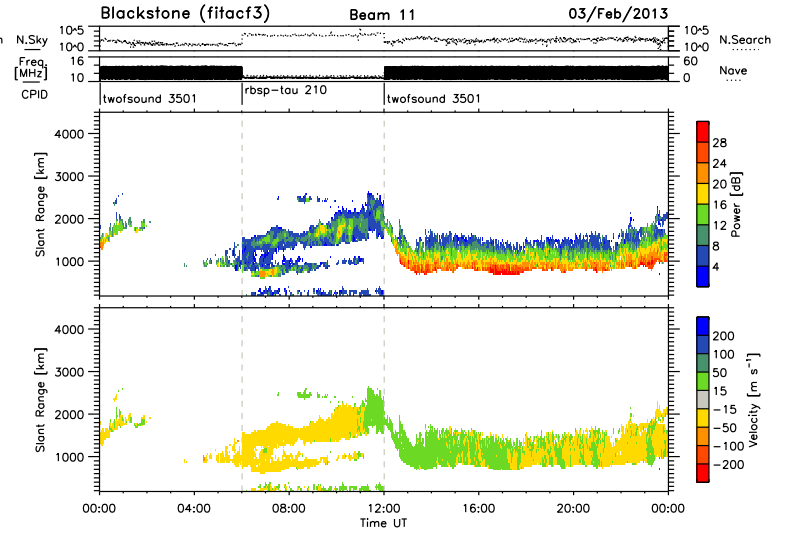 Blackstone (fitacf3) Beam 11 03/Feb/2013
n N.Sky 10^5 10^5 N.Search
10^0 10^0
Freq. 16 60 Nave
[MHz] 10 0
CPID twofsound 3501 rbsp-tau 210 twofsound 3501
Slant Range [km]
4000
3000
2000
1000
28
24
20
16
12
8
4
Power [dB]
Slant Range [km]
4000
3000
2000
1000
200
100
50
15
-15
-50
-100
-200
Velocity [m s⁻¹]
00:00 04:00 08:00 12:00 16:00 20:00 00:00
Time UT